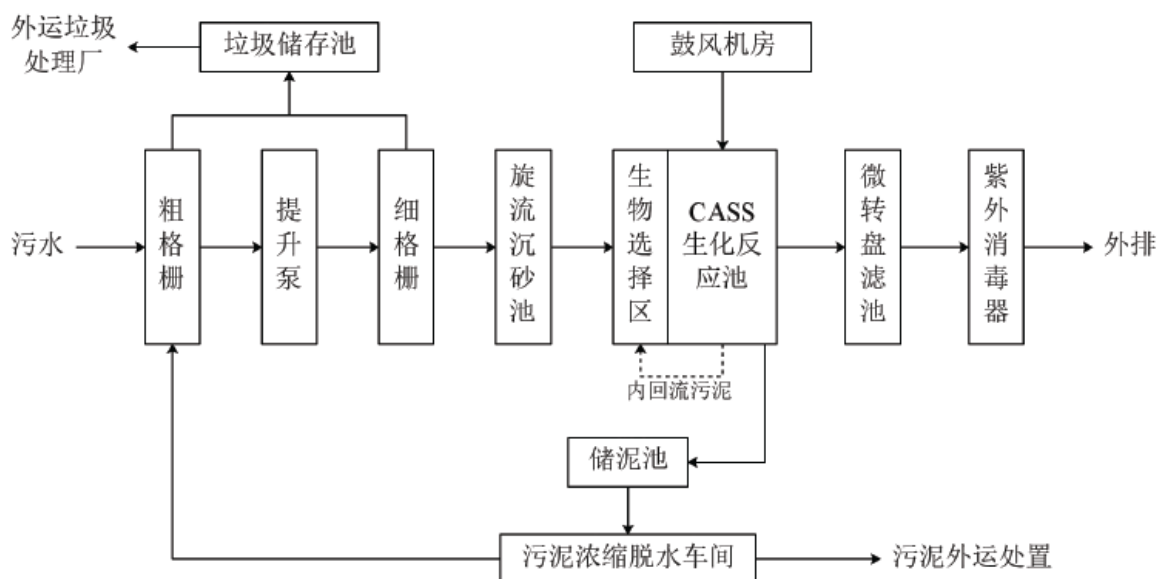 外运垃圾
处理厂
垃圾储存池
鼓风机房
污水
粗格栅
提升泵
细格栅
旋流沉砂池
生物选择区
CASS
生化反
应池
微转盘滤池
紫外消毒器
外排
内回流污泥
储泥池
污泥浓缩脱水车间
污泥外运处置